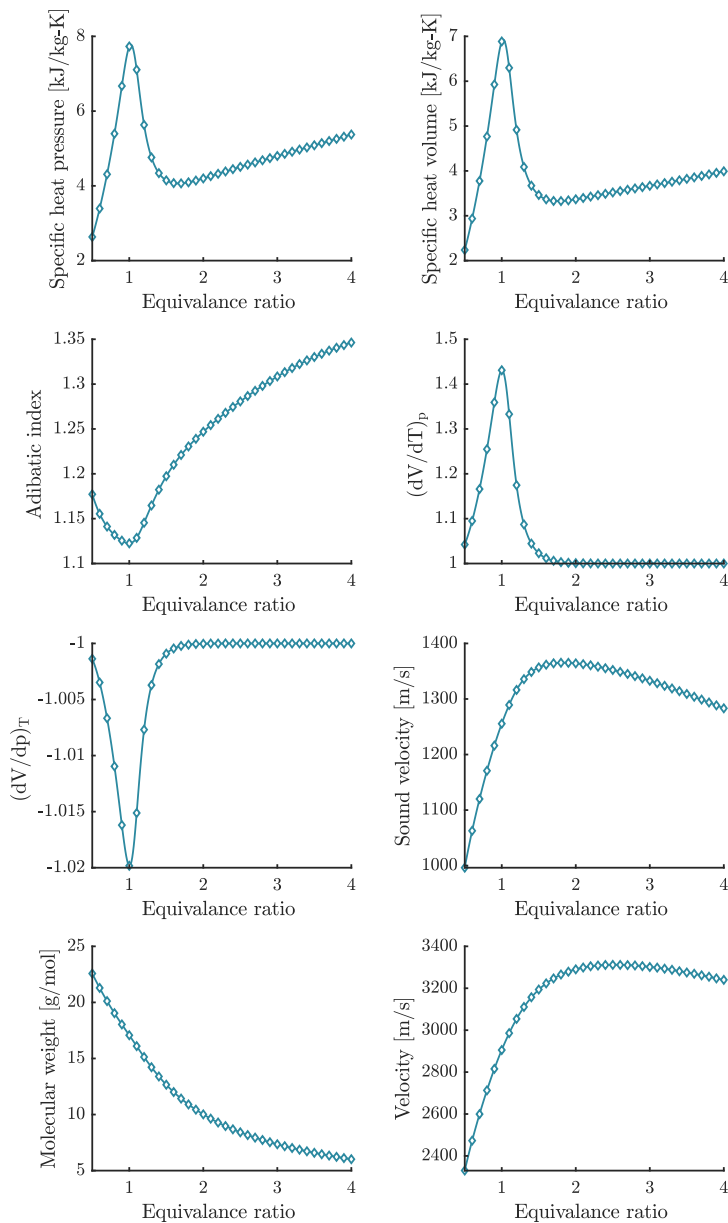 Specific heat pressure [kJ/kg-K]
8
6
4
2
1 2 3 4
Equivalance ratio
Specific heat volume [kJ/kg-K]
7
6
5
4
3
2
1 2 3 4
Equivalance ratio
Adibatic index
1.35
1.3
1.25
1.2
1.15
1.1
1 2 3 4
Equivalance ratio
(dV/dT)p
1.5
1.4
1.3
1.2
1.1
1
1 2 3 4
Equivalance ratio
(dV/dp)T
-1
-1.005
-1.01
-1.015
-1.02
1 2 3 4
Equivalance ratio
Sound velocity [m/s]
1400
1300
1200
1100
1000
1 2 3 4
Equivalance ratio
Molecular weight [g/mol]
25
20
15
10
5
1 2 3 4
Equivalance ratio
Velocity [m/s]
3400
3200
3000
2800
2600
2400
1 2 3 4
Equivalance ratio